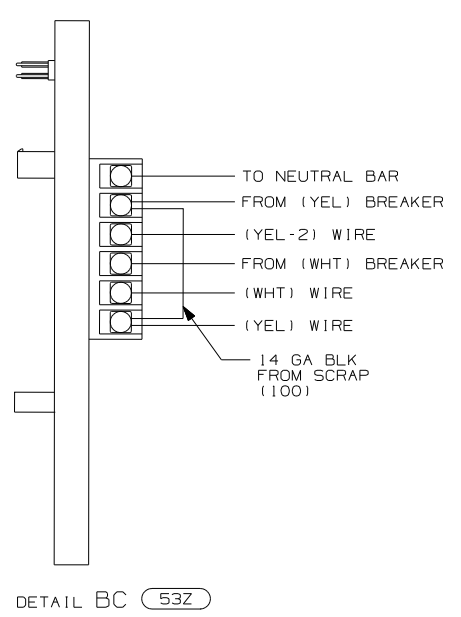 TO NEUTRAL BAR
FROM (YEL) BREAKER
(YEL-2) WIRE
FROM (WHT) BREAKER
(WHT) WIRE
(YEL) WIRE
14 GA BLK
FROM SCRAP
(100)
DETAIL BC 53Z